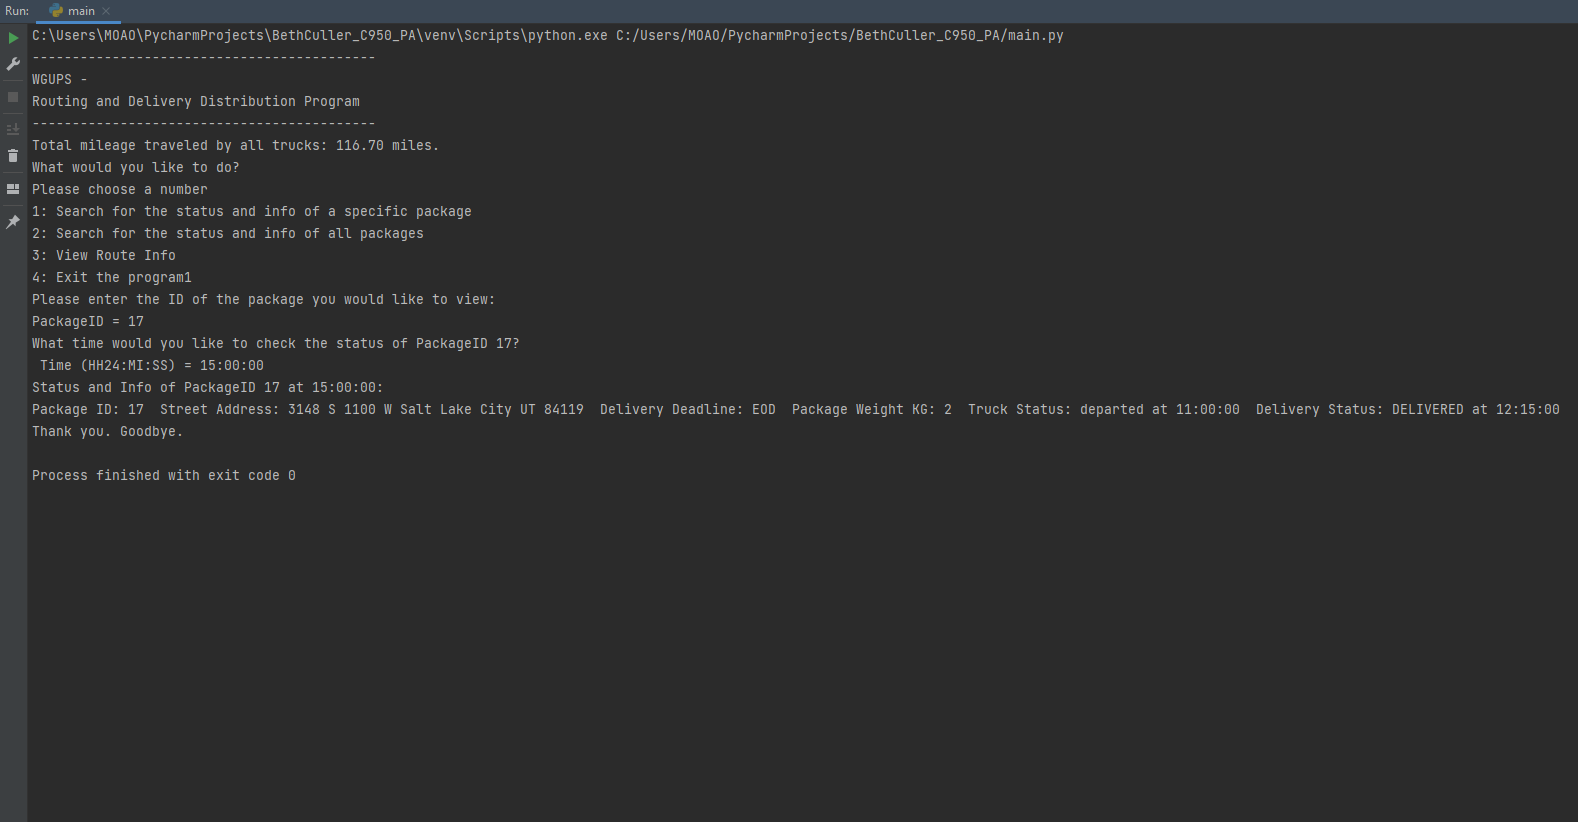 Run: main
C:\Users\MOAO\PycharmProjects\BethCuller_C950_PA\venv\Scripts\python.exe C:/Users/MOAO/PycharmProjects/BethCuller_C950_PA/main.py
-------------------------------------------
WGUPS -
Routing and Delivery Distribution Program
-------------------------------------------
Total mileage traveled by all trucks: 116.70 miles.
What would you like to do?
Please choose a number
1: Search for the status and info of a specific package
2: Search for the status and info of all packages
3: View Route Info
4: Exit the program1
Please enter the ID of the package you would like to view:
PackageID = 17
What time would you like to check the status of PackageID 17?
 Time (HH24:MI:SS) = 15:00:00
Status and Info of PackageID 17 at 15:00:00:
Package ID: 17  Street Address: 3148 S 1100 W Salt Lake City UT 84119  Delivery Deadline: EOD  Package Weight KG: 2  Truck Status: departed at 11:00:00  Delivery Status: DELIVERED at 12:15:00
Thank you. Goodbye.
Process finished with exit code 0